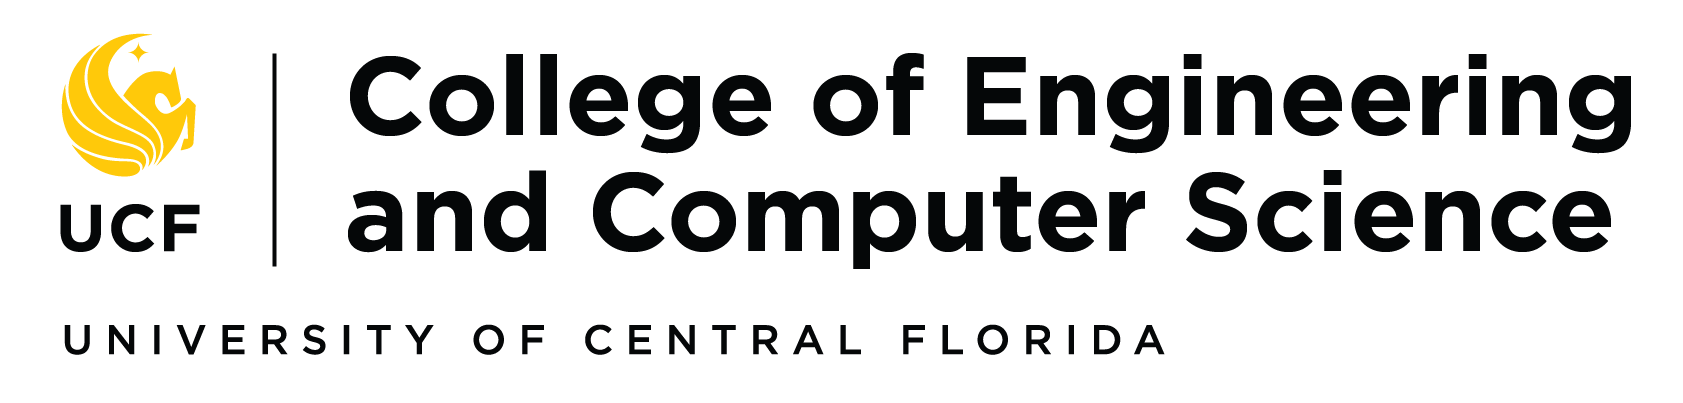 UCF
College of Engineering
and Computer Science
UNIVERSITY OF CENTRAL FLORIDA